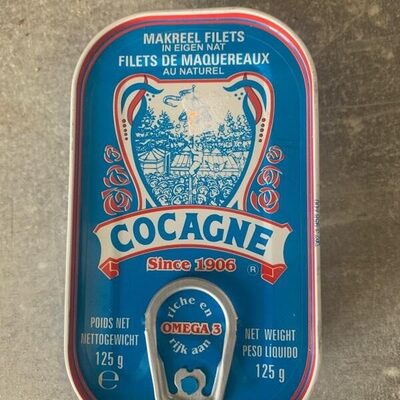 MAKREEL FILETS
IN EIGEN NAT
FILETS DE MAQUEREAUX
AU NATUREL
COCAGNE
Since 1906 ®
riche en
OMEGA 3
rijk aan
POIDS NET
NETTOGEWICHT
125 g
℮
NET WEIGHT
PESO LÍQUIDO
125 g